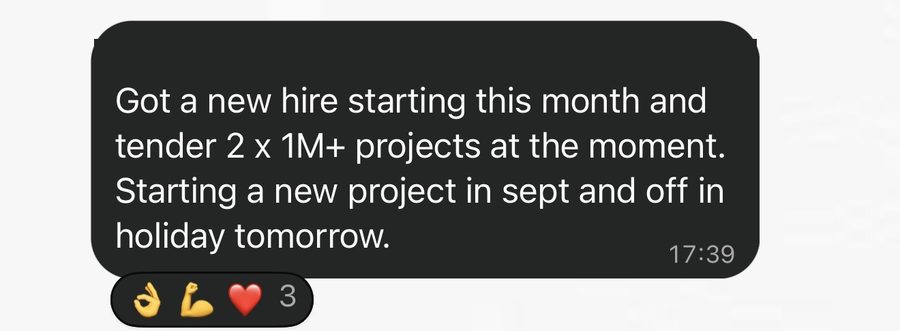 Got a new hire starting this month and
tender 2 x 1M+ projects at the moment.
Starting a new project in sept and off in
holiday tomorrow.
17:39
👌 💪 ❤️ 3